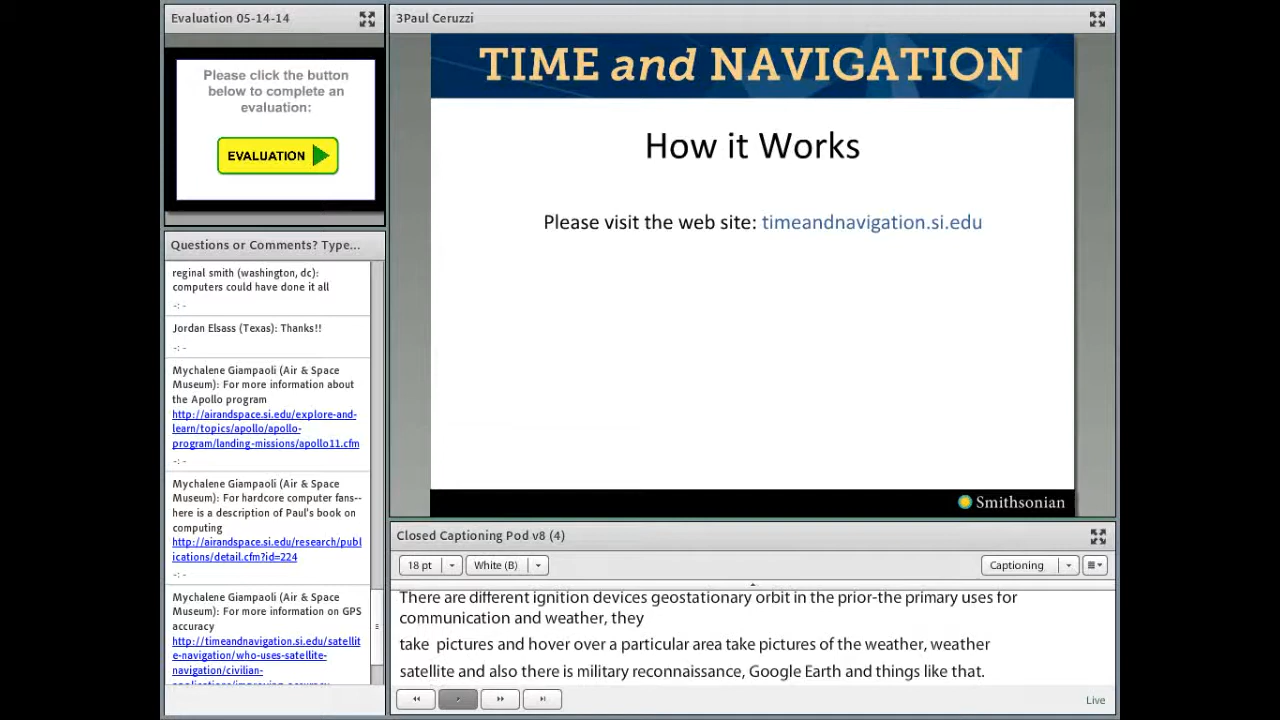 Evaluation 05-14-14
Please click the button
below to complete an
evaluation:
EVALUATION
Questions or Comments? Type...
reginal smith (washington, dc):
computers could have done it all
-: -
Jordan Elsass (Texas): Thanks!!
-: -
Mychalene Giampaoli (Air & Space
Museum): For more information about
the Apollo program
http://airandspace.si.edu/explore-and-
learn/topics/apollo/apollo-
program/landing-missions/apollo11.cfm
-: -
Mychalene Giampaoli (Air & Space
Museum): For hardcore computer fans--
here is a description of Paul's book on
computing
http://airandspace.si.edu/research/publ
ications/detail.cfm?id=224
-: -
Mychalene Giampaoli (Air & Space
Museum): For more information on GPS
accuracy
http://timeandnavigation.si.edu/satellit
e-navigation/who-uses-satellite-
navigation/civilian-
applications/improving-accuracy
3Paul Ceruzzi
TIME and NAVIGATION
How it Works
Please visit the web site: timeandnavigation.si.edu
Smithsonian
Closed Captioning Pod v8 (4)
18 pt
White (B)
Captioning
There are different ignition devices geostationary orbit in the prior-the primary uses for
communication and weather, they
take pictures and hover over a particular area take pictures of the weather, weather
satellite and also there is military reconnaissance, Google Earth and things like that.
Live